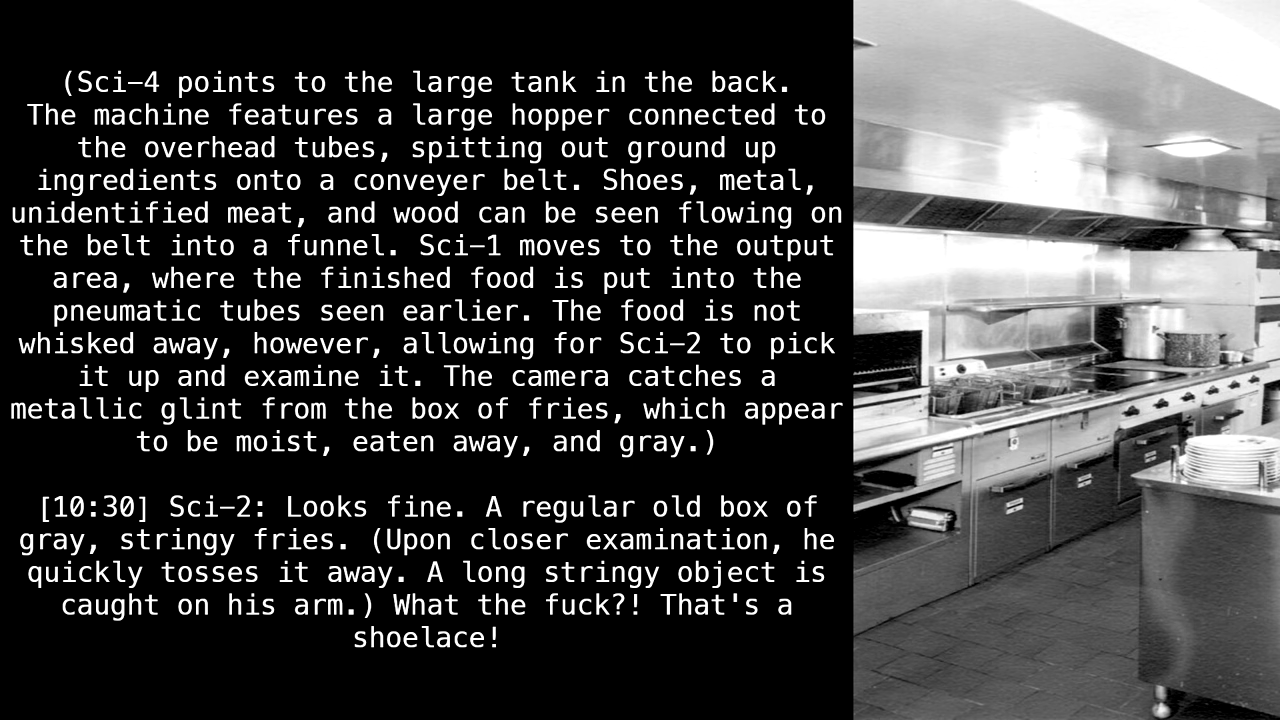 (Sci–4 points to the large tank in the back.
The machine features a large hopper connected to
the overhead tubes, spitting out ground up
ingredients onto a conveyer belt. Shoes, metal,
unidentified meat, and wood can be seen flowing on
the belt into a funnel. Sci–1 moves to the output
area, where the finished food is put into the
pneumatic tubes seen earlier. The food is not
whisked away, however, allowing for Sci–2 to pick
it up and examine it. The camera catches a
metallic glint from the box of fries, which appear
to be moist, eaten away, and gray.)
[10:30] Sci–2: Looks fine. A regular old box of
gray, stringy fries. (Upon closer examination, he
quickly tosses it away. A long stringy object is
caught on his arm.) What the fuck?! That's a
shoelace!